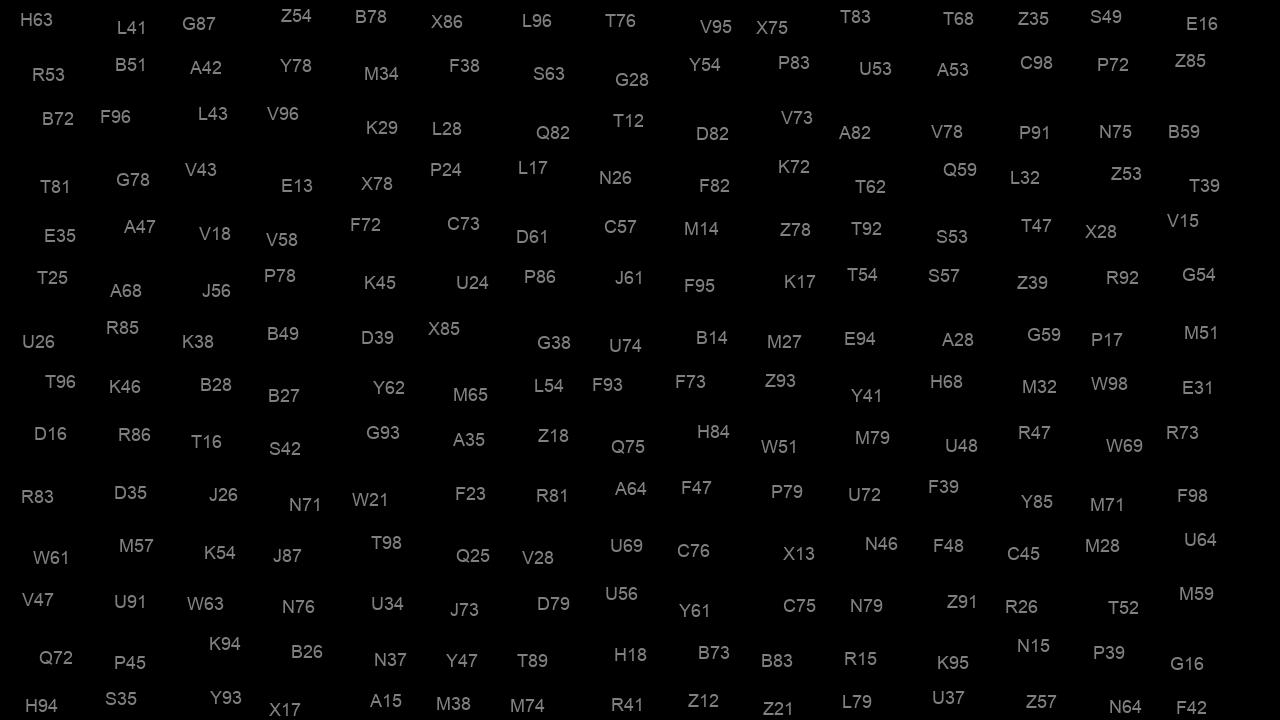 H63 L41 G87 Z54 B78 X86 L96 T76 V95 X75 T83 T68 Z35 S49 E16
R53 B51 A42 Y78 M34 F38 S63 G28 Y54 P83 U53 A53 C98 P72 Z85
B72 F96 L43 V96 K29 L28 Q82 T12 D82 V73 A82 V78 P91 N75 B59
T81 G78 V43 E13 X78 P24 L17 N26 F82 K72 T62 Q59 L32 Z53 T39
E35 A47 V18 V58 F72 C73 D61 C57 M14 Z78 T92 S53 T47 X28 V15
T25 A68 J56 P78 K45 U24 P86 J61 F95 K17 T54 S57 Z39 R92 G54
U26 R85 K38 B49 D39 X85 G38 U74 B14 M27 E94 A28 G59 P17 M51
T96 K46 B28 B27 Y62 M65 L54 F93 F73 Z93 Y41 H68 M32 W98 E31
D16 R86 T16 S42 G93 A35 Z18 Q75 H84 W51 M79 U48 R47 W69 R73
R83 D35 J26 N71 W21 F23 R81 A64 F47 P79 U72 F39 Y85 M71 F98
W61 M57 K54 J87 T98 Q25 V28 U69 C76 X13 N46 F48 C45 M28 U64
V47 U91 W63 N76 U34 J73 D79 U56 Y61 C75 N79 Z91 R26 T52 M59
Q72 P45 K94 B26 N37 Y47 T89 H18 B73 B83 R15 K95 N15 P39 G16
H94 S35 Y93 X17 A15 M38 M74 R41 Z12 Z21 L79 U37 Z57 N64 F42